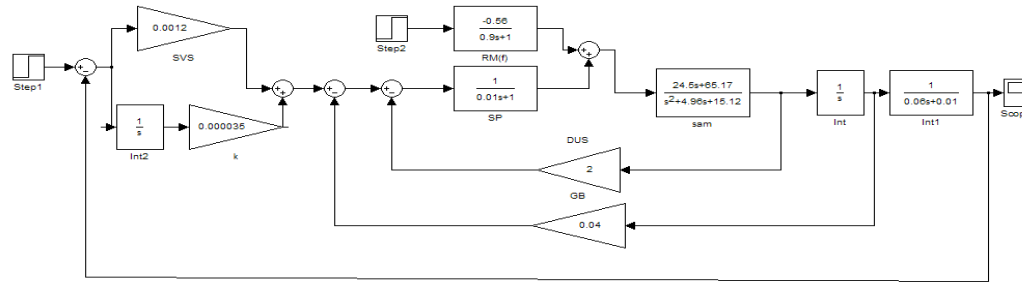 Step1
0.0012
SVS
1
s
Int2
0.000035
k
Step2
-0.56
0.9s+1
RM(f)
1
0.01s+1
SP
24.5s+65.17
s2+4.96s+15.12
sam
1
s
Int
1
0.06s+0.01
Int1
Scop
DUS
2
GB
0.04